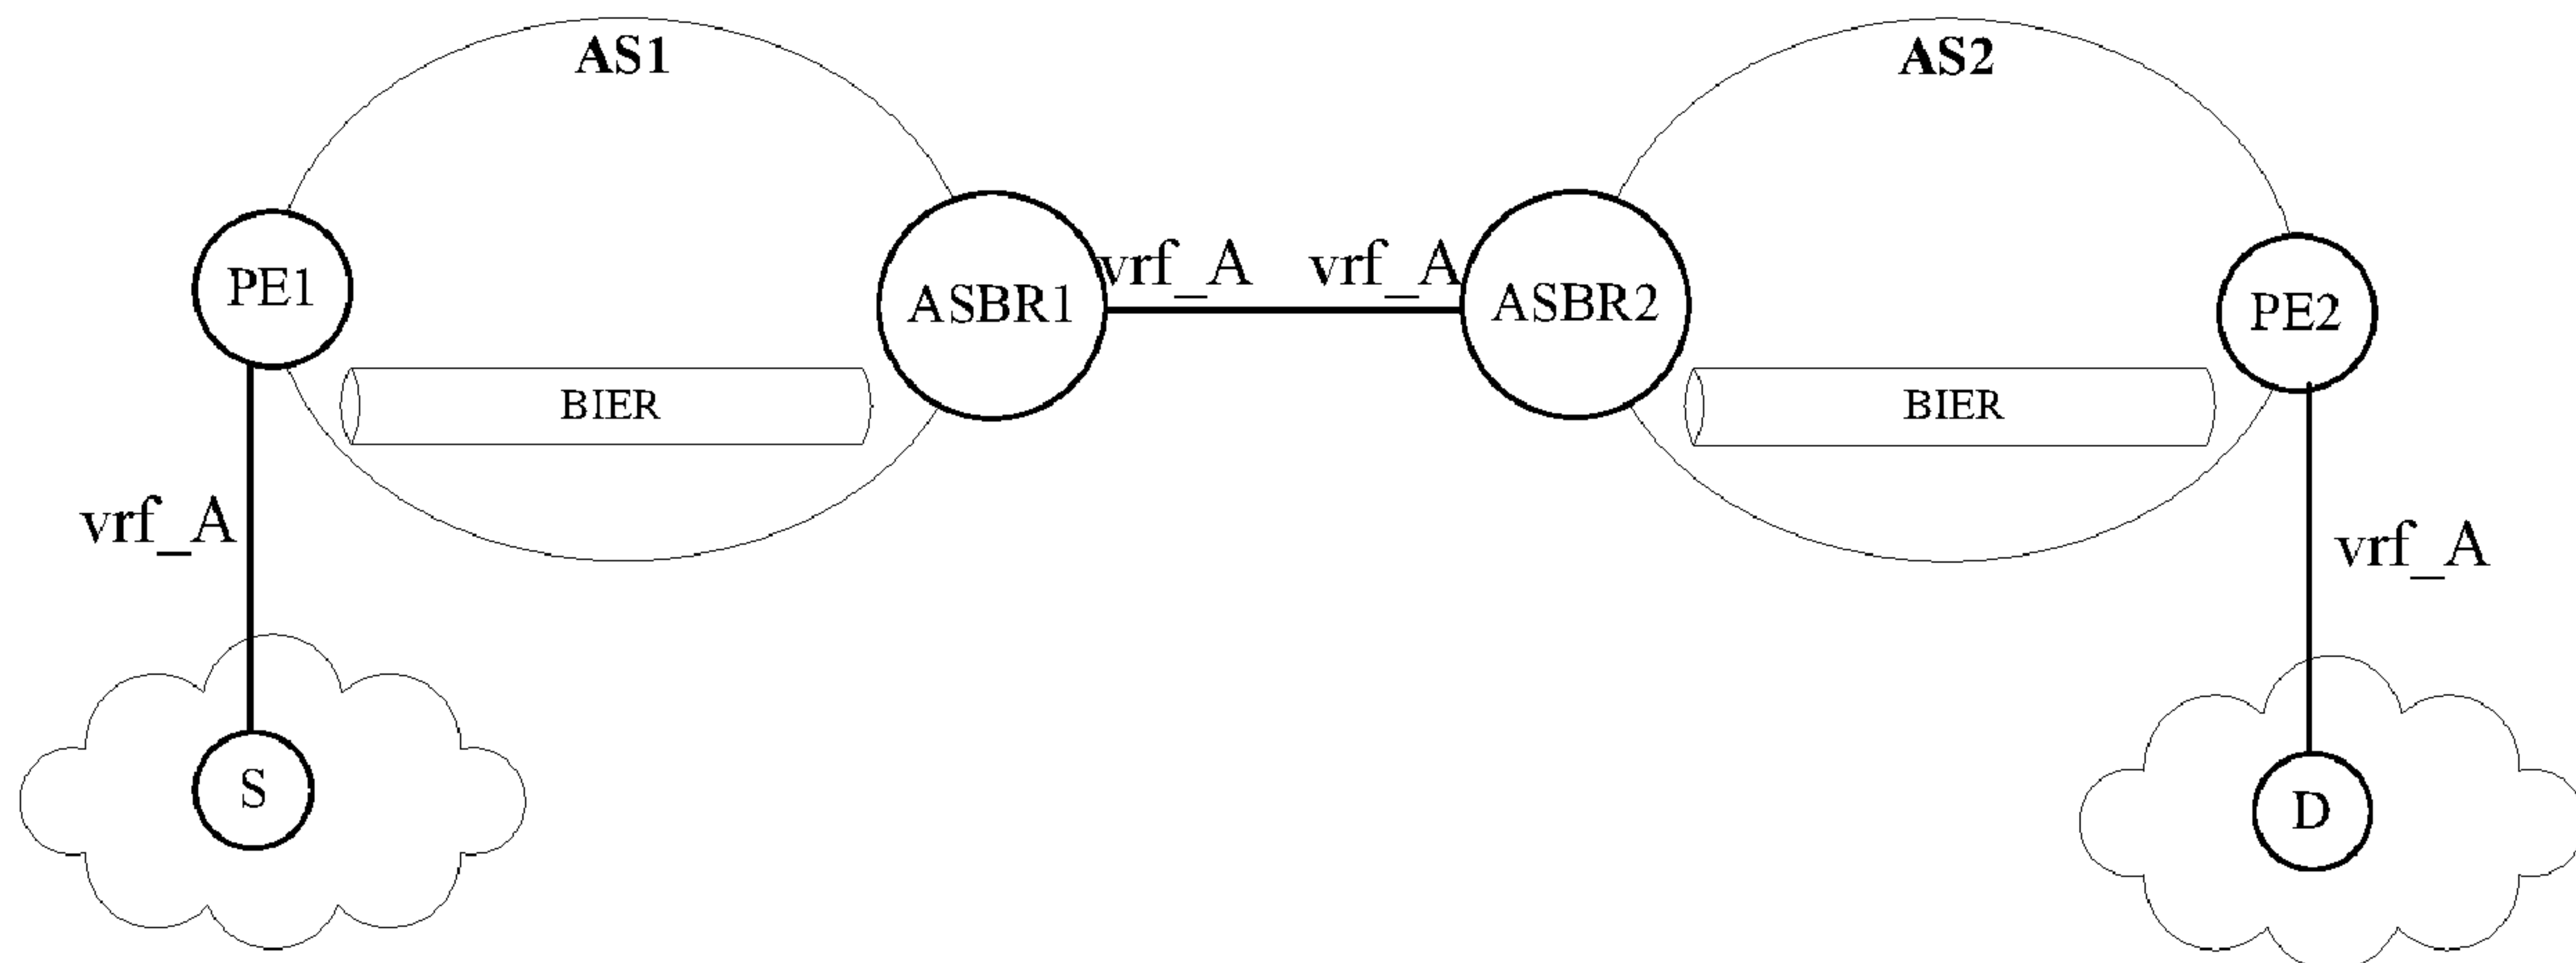 AS1
AS2
vrf_A
vrf_A
PE1
ASBR1
ASBR2
PE2
BIER
BIER
vrf_A
vrf_A
S
D